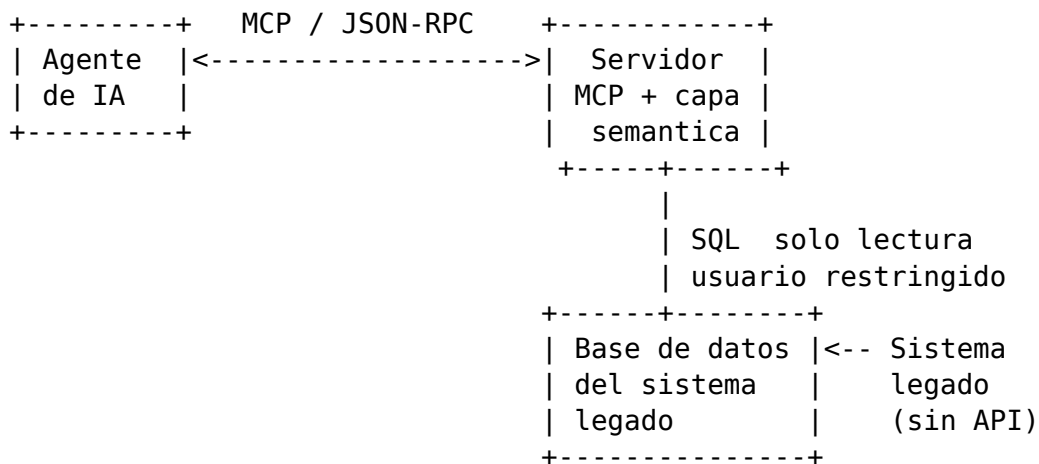 +---------+   MCP / JSON-RPC    +-------------+
| Agente  |<------------------->|  Servidor   |
| de IA   |                     | MCP + capa  |
+---------+                     |  semantica  |
                                 +-----+------+
                                       |
                                       | SQL  solo lectura
                                       | usuario restringido
                                +------+--------+
                                | Base de datos |<-- Sistema
                                | del sistema   |    legado
                                | legado        |    (sin API)
                                +---------------+